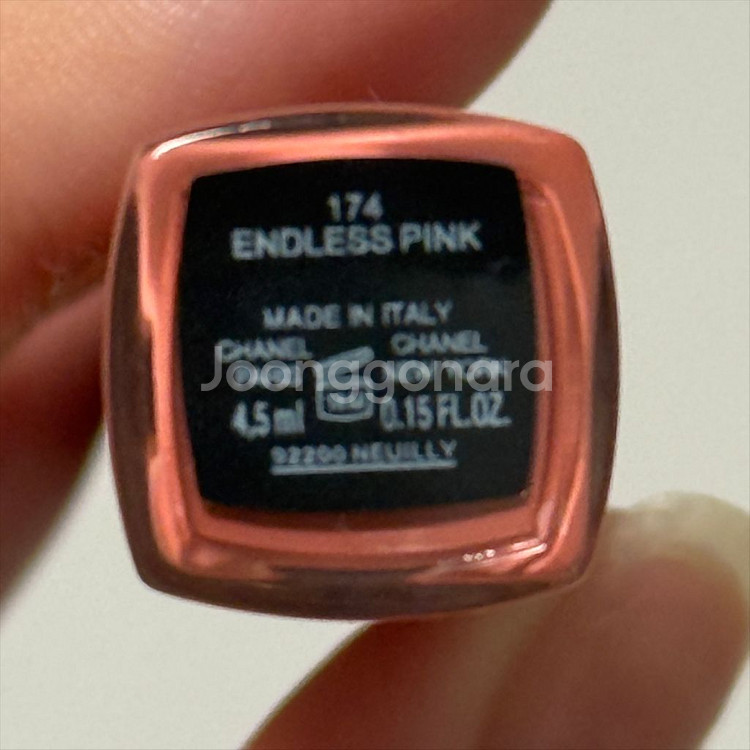 174
ENDLESS PINK
MADE IN ITALY
CHANEL CHANEL
Joonggonara
4.5 ml 0.15 FL.OZ.
92200 NEUILLY